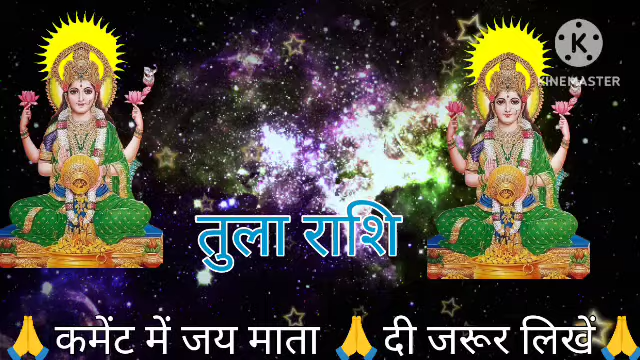 KINEMASTER
तुला राशि
🙏 कमेंट में जय माता 🙏 दी जरूर लिखें 🙏